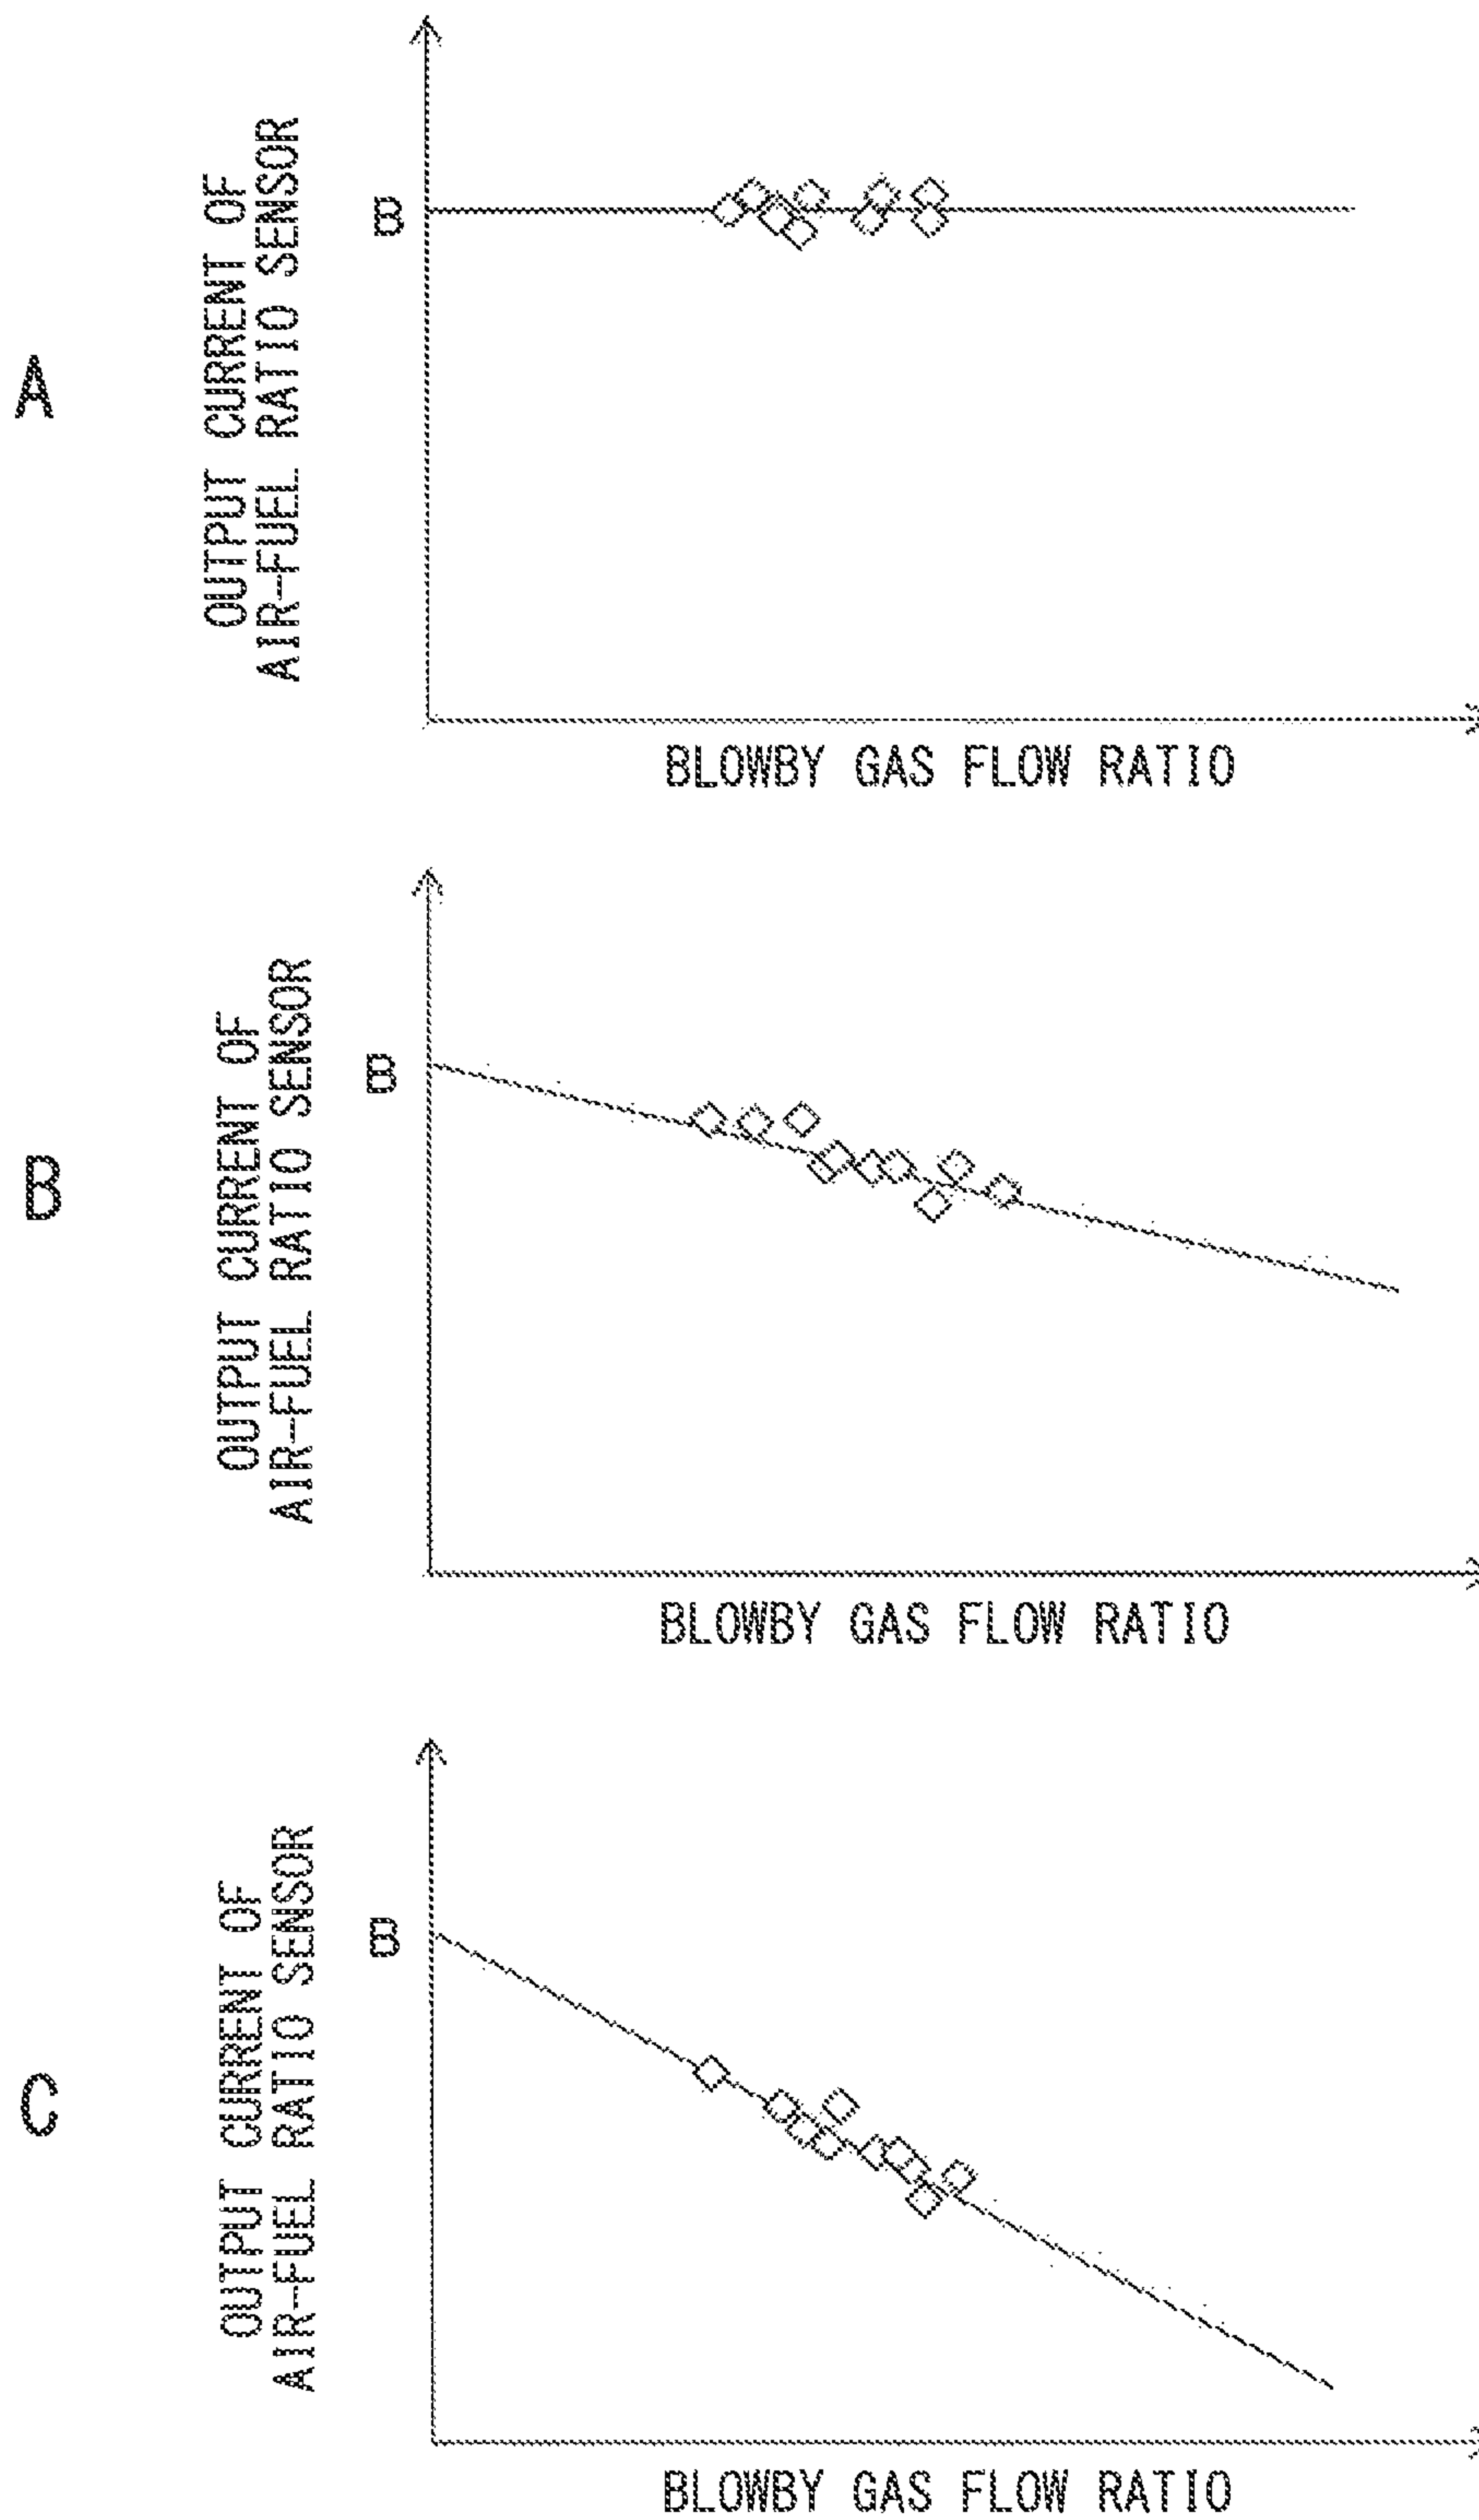 A
OUTPUT CURRENT OF
AIR-FUEL RATIO SENSOR
B
BLOWBY GAS FLOW RATIO
B
OUTPUT CURRENT OF
AIR-FUEL RATIO SENSOR
B
BLOWBY GAS FLOW RATIO
C
OUTPUT CURRENT OF
AIR-FUEL RATIO SENSOR
B
BLOWBY GAS FLOW RATIO